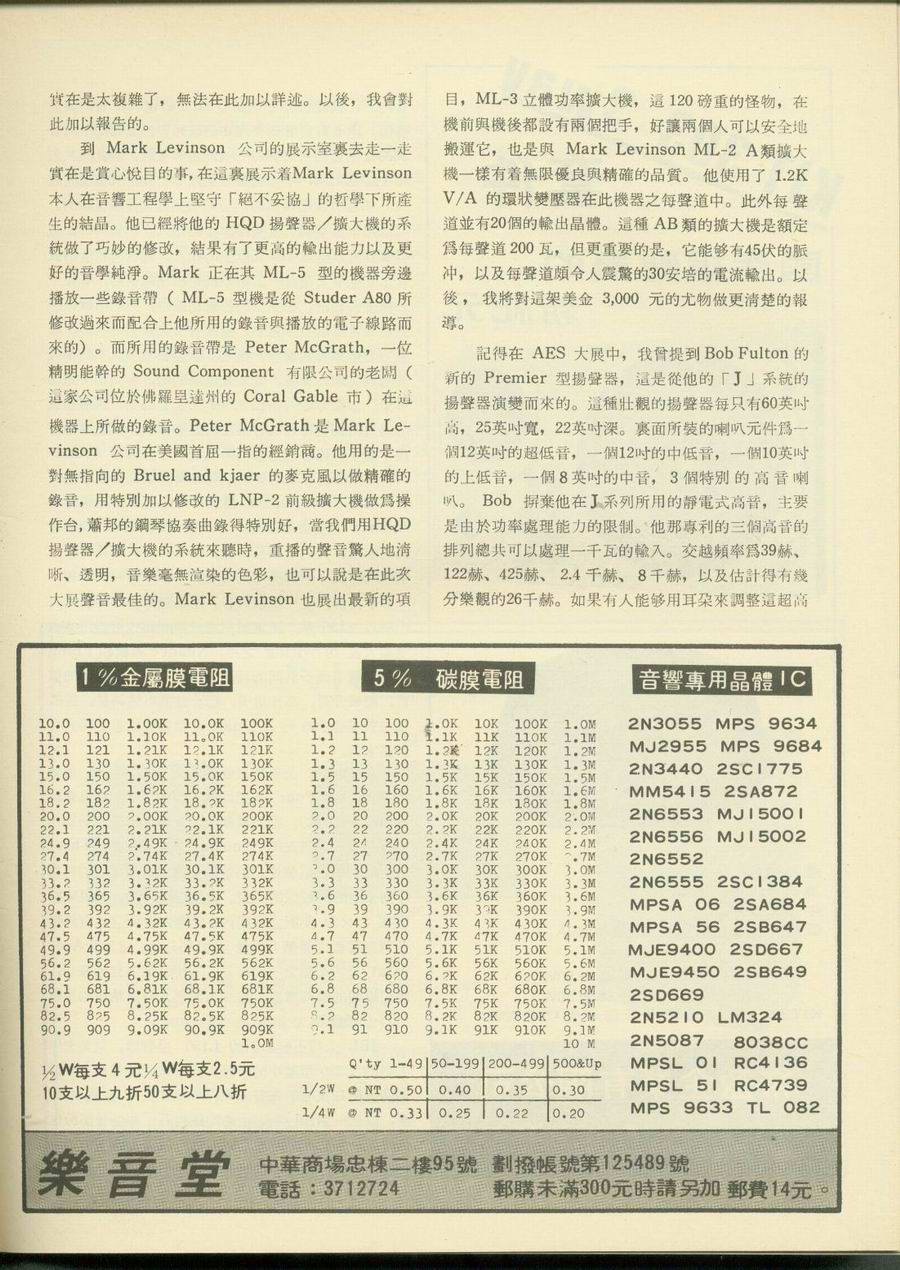 實在是太複雜了，無法在此加以詳述。以後，我會對
此加以報告的。
到 Mark Levinson 公司的展示室裏去走一走
實在是賞心悅目的事,在這裏展示着Mark Levinson
本人在音響工程學上堅守「絕不妥協」的哲學下所產
生的結晶。他已經將他的 HQD 揚聲器／擴大機的系
統做了巧妙的修改，結果有了更高的輸出能力以及更
好的音學純淨。Mark 正在其 ML-5 型的機器旁邊
播放一些錄音帶（ ML-5 型機是從 Studer A80 所
修改過來而配合上他所用的錄音與播放的電子線路而
來的）。而所用的錄音帶是 Peter McGrath，一位
精明能幹的 Sound Component 有限公司的老闆（
這家公司位於佛羅里達州的 Coral Gable 市）在這
機器上所做的錄音。Peter McGrath是 Mark Le-
vinson 公司在美國首屈一指的經銷商。他用的是一
對無指向的 Bruel and kjaer 的麥克風以做精確的
錄音，用特別加以修改的 LNP-2 前級擴大機做爲操
作台,蕭邦的鋼琴協奏曲錄得特別好，當我們用HQD
揚聲器／擴大機的系統來聽時，重播的聲音驚人地清
晰、透明，音樂毫無渲染的色彩，也可以說是在此次
大展聲音最佳的。Mark Levinson 也展出最新的項
目，ML-3 立體功率擴大機，這 120 磅重的怪物，在
機前與機後都設有兩個把手，好讓兩個人可以安全地
搬運它，也是與 Mark Levinson ML-2 A類擴大
機一樣有着無限優良與精確的品質。 他使用了 1.2K
V/A 的環狀變壓器在此機器之每聲道中。此外每 聲
道並有20個的輸出晶體。這種 AB 類的擴大機是額定
爲每聲道 200 瓦，但更重要的是，它能够有45伏的脈
冲，以及每聲道頗令人震驚的30安培的電流輸出。以
後， 我將對這架美金 3,000 元的尤物做更清楚的報
導。
記得在 AES 大展中，我曾提到 Bob Fulton 的
新的 Premier 型揚聲器，這是從他的「J」系統的
揚聲器演變而來的。這種壯觀的揚聲器每只有60英吋
高，25英吋寬，22英吋深。裏面所裝的喇叭元件爲一
個12英吋的超低音，一個12吋的中低音，一個10英吋
的上低音，一個 8 英吋的中音， 3 個特別 的 高 音 喇
叭。 Bob 摒棄他在J系列所用的靜電式高音，主要
是由於功率處理能力的限制。他那專利的三個高音的
排列總共可以處理一千瓦的輸入。交越頻率爲39赫、
122赫、425赫、 2.4 千赫、 8 千赫，以及估計得有幾
分樂觀的26千赫。如果有人能够用耳朶來調整這超高
1％金屬膜電阻
10.0 100 1.00K 10.0K 100K
11.0 110 1.10K 11.0K 110K
12.1 121 1.21K 12.1K 121K
13.0 130 1.30K 13.0K 130K
15.0 150 1.50K 15.0K 150K
16.2 162 1.62K 16.2K 162K
18.2 182 1.82K 18.2K 182K
20.0 200 2.00K 20.0K 200K
22.1 221 2.21K 22.1K 221K
24.9 249 2.49K 24.9K 249K
27.4 274 2.74K 27.4K 274K
30.1 301 3.01K 30.1K 301K
33.2 332 3.32K 33.2K 332K
36.5 365 3.65K 36.5K 365K
39.2 392 3.92K 39.2K 392K
43.2 432 4.32K 43.2K 432K
47.5 475 4.75K 47.5K 475K
49.9 499 4.99K 49.9K 499K
56.2 562 5.62K 56.2K 562K
61.9 619 6.19K 61.9K 619K
68.1 681 6.81K 68.1K 681K
75.0 750 7.50K 75.0K 750K
82.5 825 8.25K 82.5K 825K
90.9 909 9.09K 90.9K 909K
1.0M
½W每支4元¼W每支2.5元
10支以上九折50支以上八折
5％ 碳膜電阻
1.0 10 100 1.0K 10K 100K 1.0M
1.1 11 110 1.1K 11K 110K 1.1M
1.2 12 120 1.2K 12K 120K 1.2M
1.3 13 130 1.3K 13K 130K 1.3M
1.5 15 150 1.5K 15K 150K 1.5M
1.6 16 160 1.6K 16K 160K 1.6M
1.8 18 180 1.8K 18K 180K 1.8M
2.0 20 200 2.0K 20K 200K 2.0M
2.2 22 220 2.2K 22K 220K 2.2M
2.4 24 240 2.4K 24K 240K 2.4M
2.7 27 270 2.7K 27K 270K 2.7M
3.0 30 300 3.0K 30K 300K 3.0M
3.3 33 330 3.3K 33K 330K 3.3M
3.6 36 360 3.6K 36K 360K 3.6M
3.9 39 390 3.9K 39K 390K 3.9M
4.3 43 430 4.3K 43K 430K 4.3M
4.7 47 470 4.7K 47K 470K 4.7M
5.1 51 510 5.1K 51K 510K 5.1M
5.6 56 560 5.6K 56K 560K 5.6M
6.2 62 620 6.2K 62K 620K 6.2M
6.8 68 680 6.8K 68K 680K 6.8M
7.5 75 750 7.5K 75K 750K 7.5M
8.2 82 820 8.2K 82K 820K 8.2M
9.1 91 910 9.1K 91K 910K 9.1M
10 M
Q'ty 1-49 50-199 200-499 500&Up
1/2W @ NT 0.50 0.40 0.35 0.30
1/4W @ NT 0.33 0.25 0.22 0.20
音響專用晶體IC
2N3055 MPS 9634
MJ2955 MPS 9684
2N3440 2SC1775
MM5415 2SA872
2N6553 MJ15001
2N6556 MJ15002
2N6552
2N6555 2SC1384
MPSA 06 2SA684
MPSA 56 2SB647
MJE9400 2SD667
MJE9450 2SB649
2SD669
2N5210 LM324
2N5087 8038CC
MPSL 01 RC4136
MPSL 51 RC4739
MPS 9633 TL 082
樂音堂
中華商場忠棟二樓95號 劃撥帳號第125489號
電話：3712724 郵購未滿300元時請另加 郵費14元。